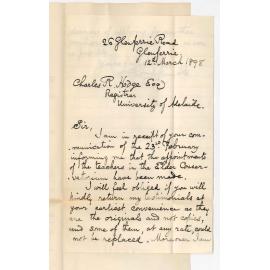 26 Glenferrie Road
Glenferrie.
12th March 1898
Charles R. Hodge Esq
Registrar
University of Adelaide.
Sir,
I am in receipt of your com-
munication of the 23rd February
informing me that the appointments
of the teachers in the Elder Conser-
vatorium have been made.
I will feel obliged if you will
kindly return my testimonials at
your earliest convenience as they
are the originals and not copies,
and some of them, at any rate, could
not be replaced. Moreover I am